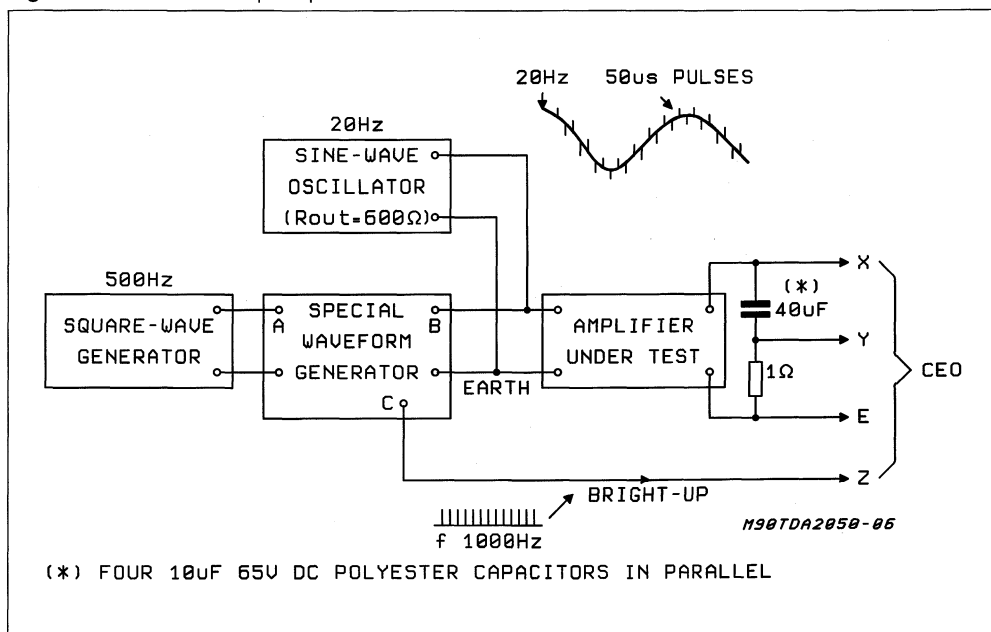 20Hz 50us PULSES
20Hz
SINE-WAVE
OSCILLATOR
(Rout=600Ω)
500Hz
SQUARE-WAVE
GENERATOR
A
SPECIAL
WAVEFORM
GENERATOR
B
C
EARTH
AMPLIFIER
UNDER TEST
(*)
40uF
1Ω
X
Y
E
Z
CEO
BRIGHT-UP
f 1000Hz
M90TDA2050-06
(*) FOUR 10uF 65V DC POLYESTER CAPACITORS IN PARALLEL